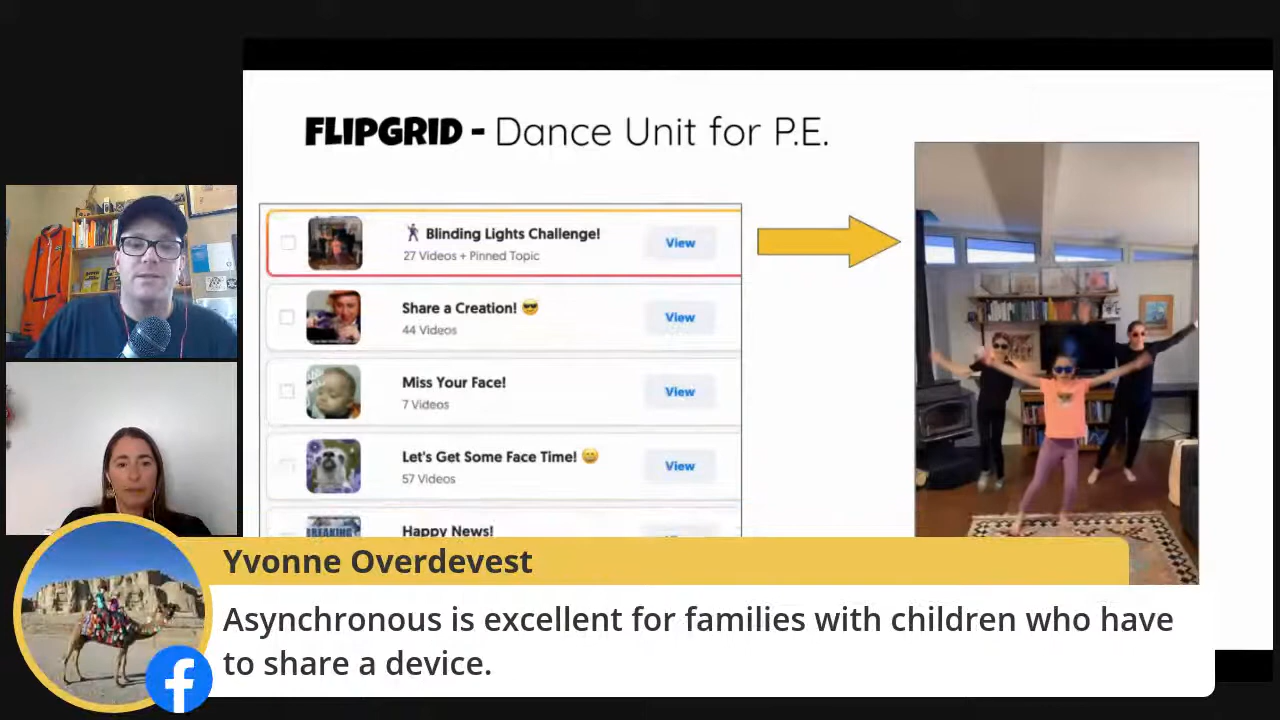 FLIPGRID - Dance Unit for P.E.
Blinding Lights Challenge!
View
27 Videos + Pinned Topic
Share a Creation! 😎
View
44 Videos
Miss Your Face!
View
7 Videos
Let's Get Some Face Time! 😁
View
57 Videos
BREAKING
Happy News!
Yvonne Overdevest
Asynchronous is excellent for families with children who have
to share a device.